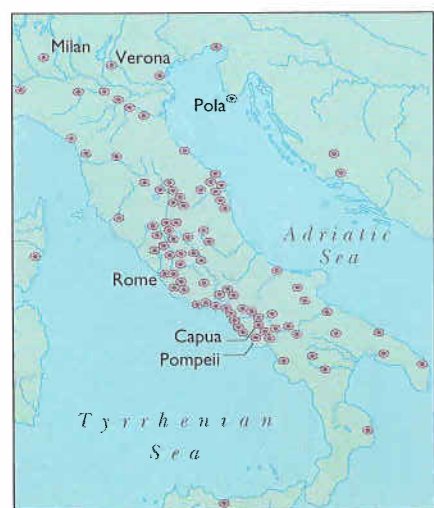 Milan
Verona
Pola
Adriatic
Sea
Rome
Capua
Pompeii
Tyrrhenian
Sea